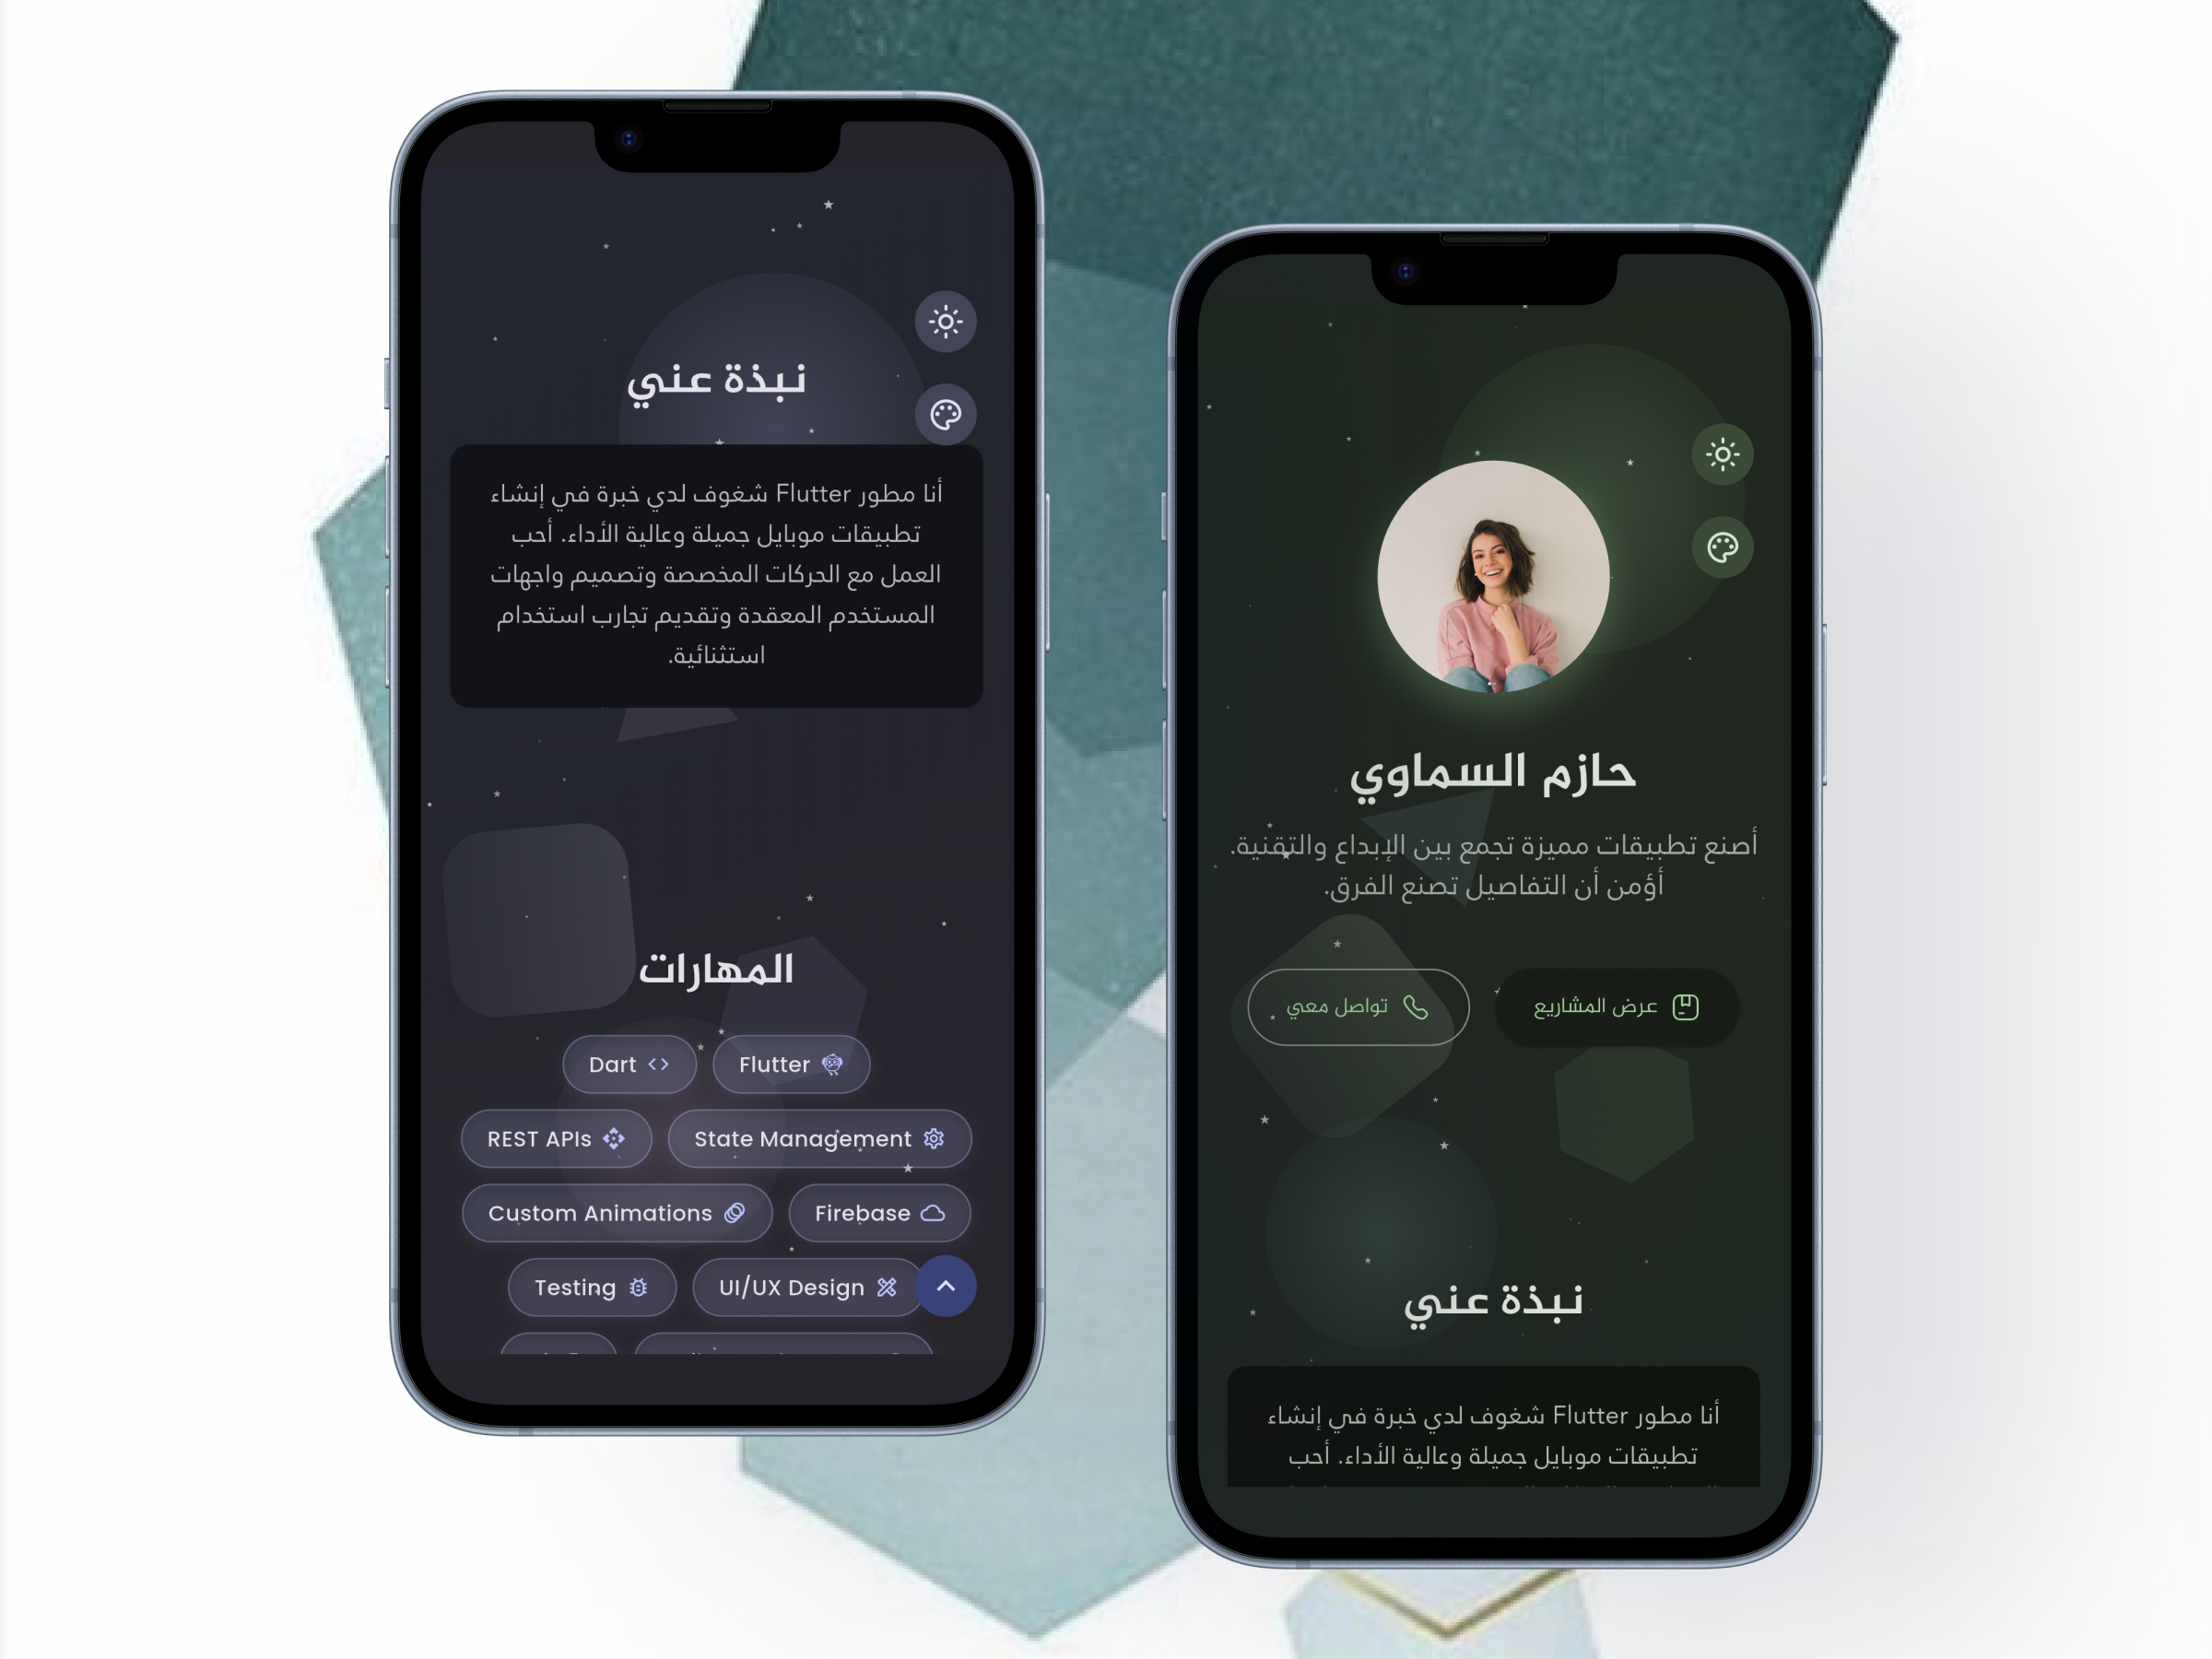 نبذة عني
أنا مطور Flutter شغوف لدي خبرة في إنشاء
تطبيقات موبايل جميلة وعالية الأداء. أحب
العمل مع الحركات المخصصة وتصميم واجهات
المستخدم المعقدة وتقديم تجارب استخدام
استثنائية.
المهارات
Flutter
Dart
State Management
REST APIs
Firebase
Custom Animations
UI/UX Design
Testing
حازم السماوي
أصنع تطبيقات مميزة تجمع بين الإبداع والتقنية.
أؤمن أن التفاصيل تصنع الفرق.
عرض المشاريع
تواصل معي
نبذة عني
أنا مطور Flutter شغوف لدي خبرة في إنشاء
تطبيقات موبايل جميلة وعالية الأداء. أحب